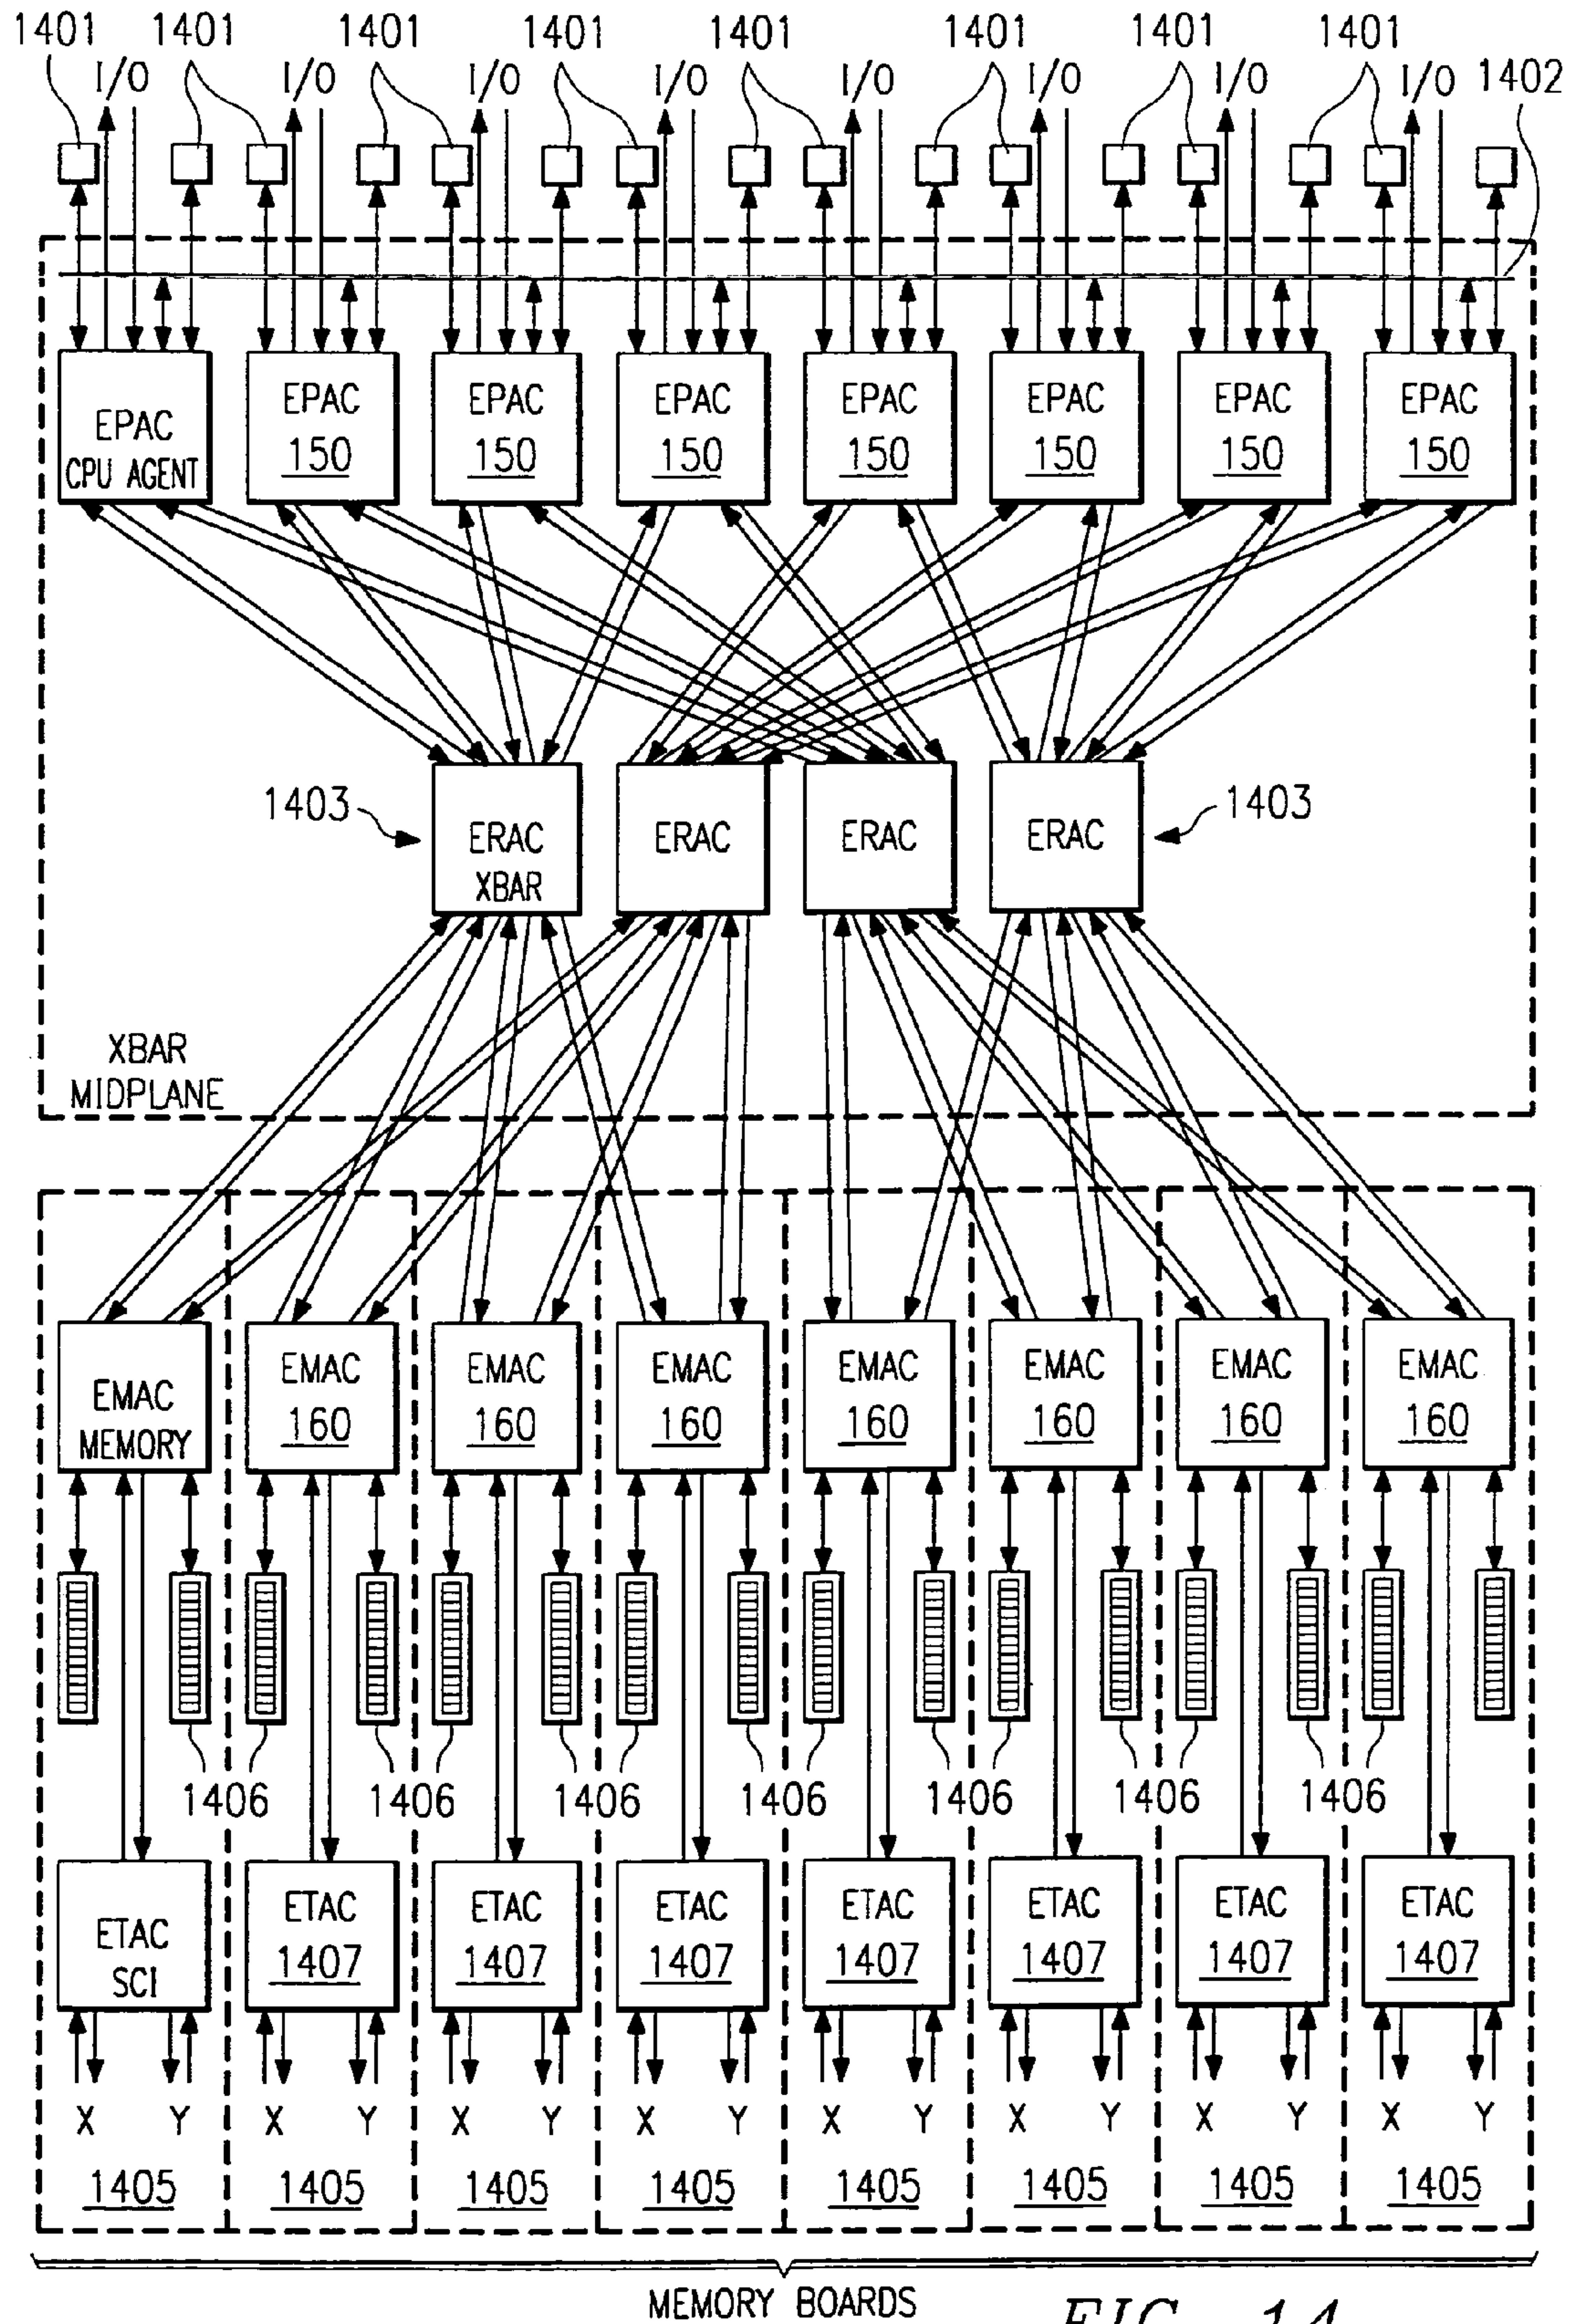 1401 1401 1401 1401 1401 1401 1401 1401
I/O I/O I/O I/O I/O I/O I/O I/O 1402
EPAC CPU AGENT
EPAC 150
EPAC 150
EPAC 150
EPAC 150
EPAC 150
EPAC 150
EPAC 150
1403
ERAC XBAR
ERAC
ERAC
ERAC
1403
XBAR
MIDPLANE
EMAC MEMORY
EMAC 160
EMAC 160
EMAC 160
EMAC 160
EMAC 160
EMAC 160
EMAC 160
1406 1406 1406 1406 1406 1406 1406
ETAC SCI
ETAC 1407
ETAC 1407
ETAC 1407
ETAC 1407
ETAC 1407
ETAC 1407
ETAC 1407
X Y X Y X Y X Y X Y X Y X Y X Y
1405 1405 1405 1405 1405 1405 1405 1405
MEMORY BOARDS
FIG. 14